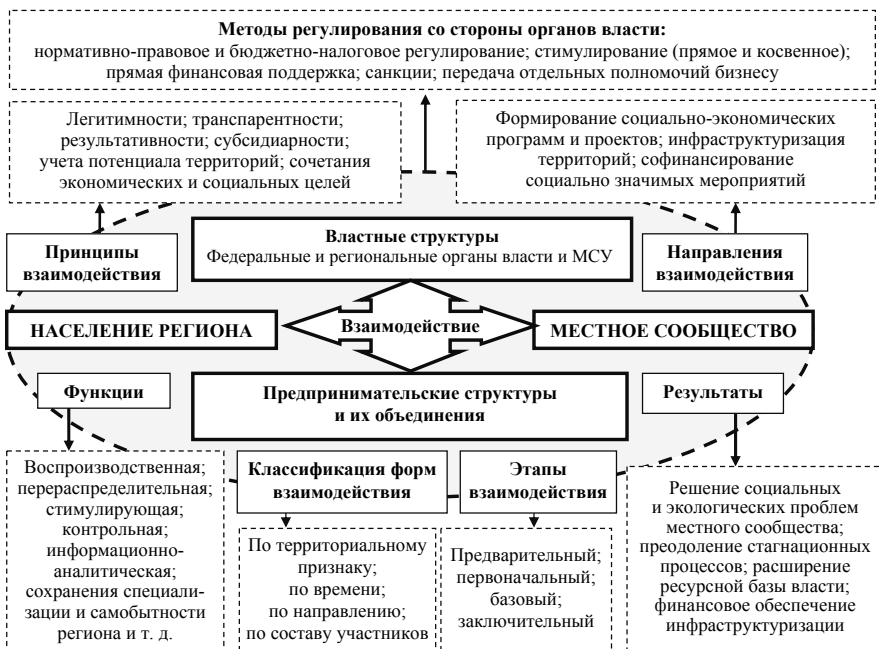 Методы регулирования со стороны органов власти:
нормативно-правовое и бюджетно-налоговое регулирование; стимулирование (прямое и косвенное);
прямая финансовая поддержка; санкции; передача отдельных полномочий бизнесу
Легитимности; транспарентности;
результативности; субсидиарности;
учета потенциала территорий; сочетания
экономических и социальных целей
Формирование социально-экономических
программ и проектов; инфраструктуризация
территорий; софинансирование
социально значимых мероприятий
Принципы
взаимодействия
Властные структуры
Федеральные и региональные органы власти и МСУ
Направления
взаимодействия
НАСЕЛЕНИЕ РЕГИОНА
Взаимодействие
МЕСТНОЕ СООБЩЕСТВО
Функции
Предпринимательские структуры
и их объединения
Результаты
Воспроизводственная;
перераспределительная;
стимулирующая;
контрольная;
информационно-
аналитическая;
сохранения специали-
зации и самобытности
региона и т. д.
Классификация форм
взаимодействия
По территориальному
признаку;
по времени;
по направлению;
по составу участников
Этапы
взаимодействия
Предварительный;
первоначальный;
базовый;
заключительный
Решение социальных
и экологических проблем
местного сообщества;
преодоление стагнационных
процессов; расширение
ресурсной базы власти;
финансовое обеспечение
инфраструктуризации